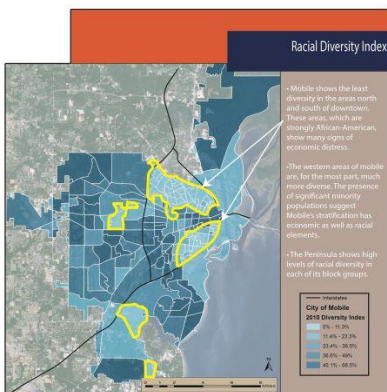 Racial Diversity Index
• Mobile shows the least
diversity in the areas north
and south of downtown.
These areas, which are
strongly African-American,
show many signs of
economic distress.
•The western areas of mobile
are, for the most part, much
more diverse. The presence
of significant minority
populations suggest
Mobile's stratification has
economic as well as racial
elements.
• The Peninsula shows high
levels of racial diversity in
each of its block groups.
Interstates
City of Mobile
2010 Diversity Index
0% - 11.3%
11.4% - 23.3%
23.4% - 36.5%
36.6% - 49%
49.1% - 68.5%